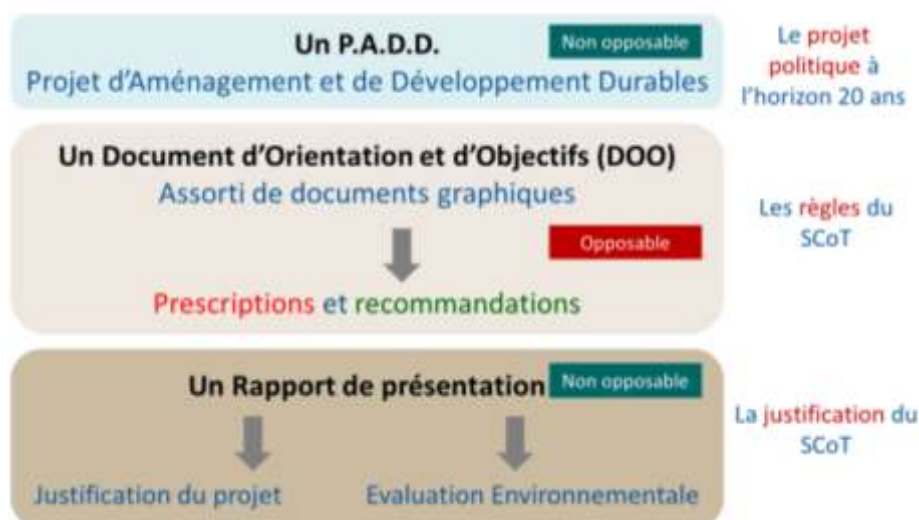 Un P.A.D.D.
Non opposable
Projet d'Aménagement et de Développement Durables
Le projet
politique à
l'horizon 20 ans
Un Document d'Orientation et d'Objectifs (DOO)
Assorti de documents graphiques
Opposable
Prescriptions et recommandations
Les règles du
SCoT
Un Rapport de présentation
Non opposable
Justification du projet
Evaluation Environnementale
La justification du
SCoT